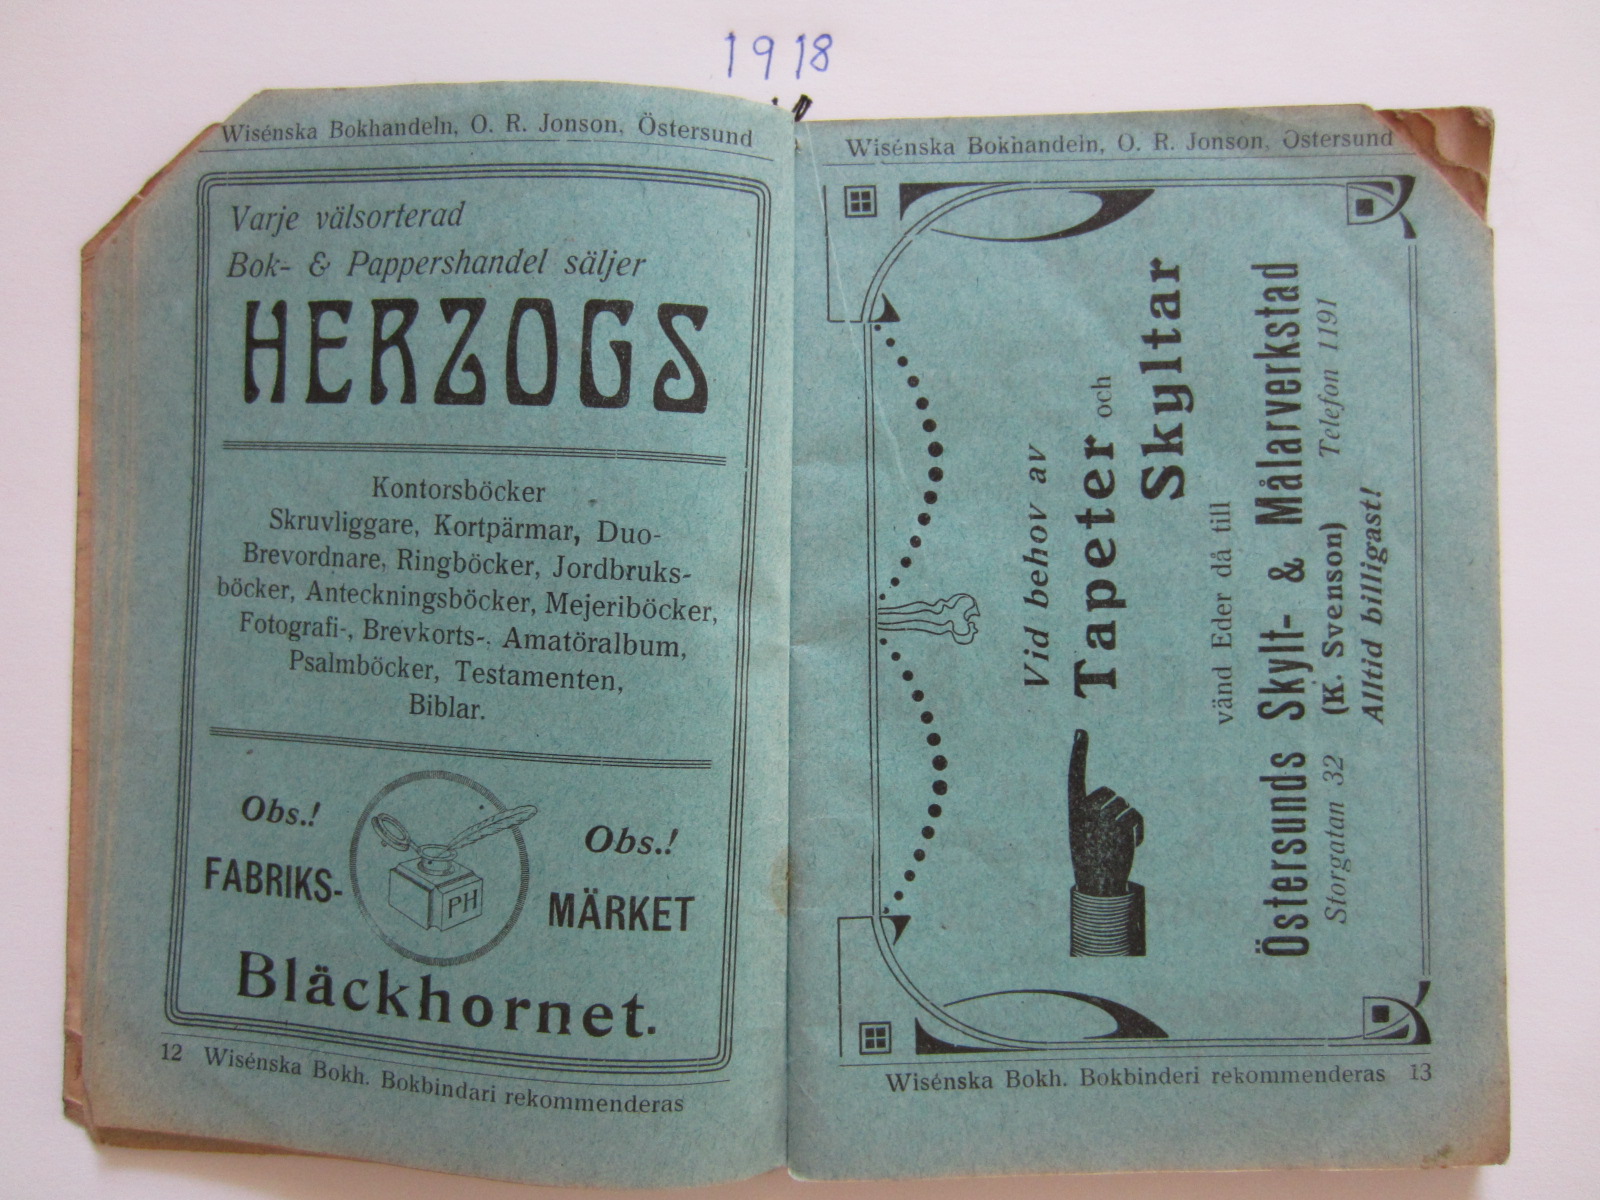 1918
Wisénska Bokhandeln, O. R. Jonson, Östersund
Varje välsorterad
Bok- & Pappershandel säljer
HERZOGS
Kontorsböcker
Skruvliggare, Kortpärmar, Duo-
Brevordnare, Ringböcker, Jordbruks-
böcker, Anteckningsböcker, Mejeriböcker,
Fotografi-, Brevkorts-, Amatöralbum,
Psalmböcker, Testamenten,
Biblar.
Obs.! Obs.!
FABRIKS- MÄRKET
PH
Bläckhornet.
12 Wisénska Bokh. Bokbindari rekommenderas
Wisénska Bokhandeln, O. R. Jonson, Östersund
Vid behov av
Tapeter och
Skyltar
vänd Eder då till
Östersunds Skylt- & Målarverkstad
Storgatan 32 (K. Svenson) Telefon 1191
Alltid billigast!
Wisénska Bokh. Bokbinderi rekommenderas 13